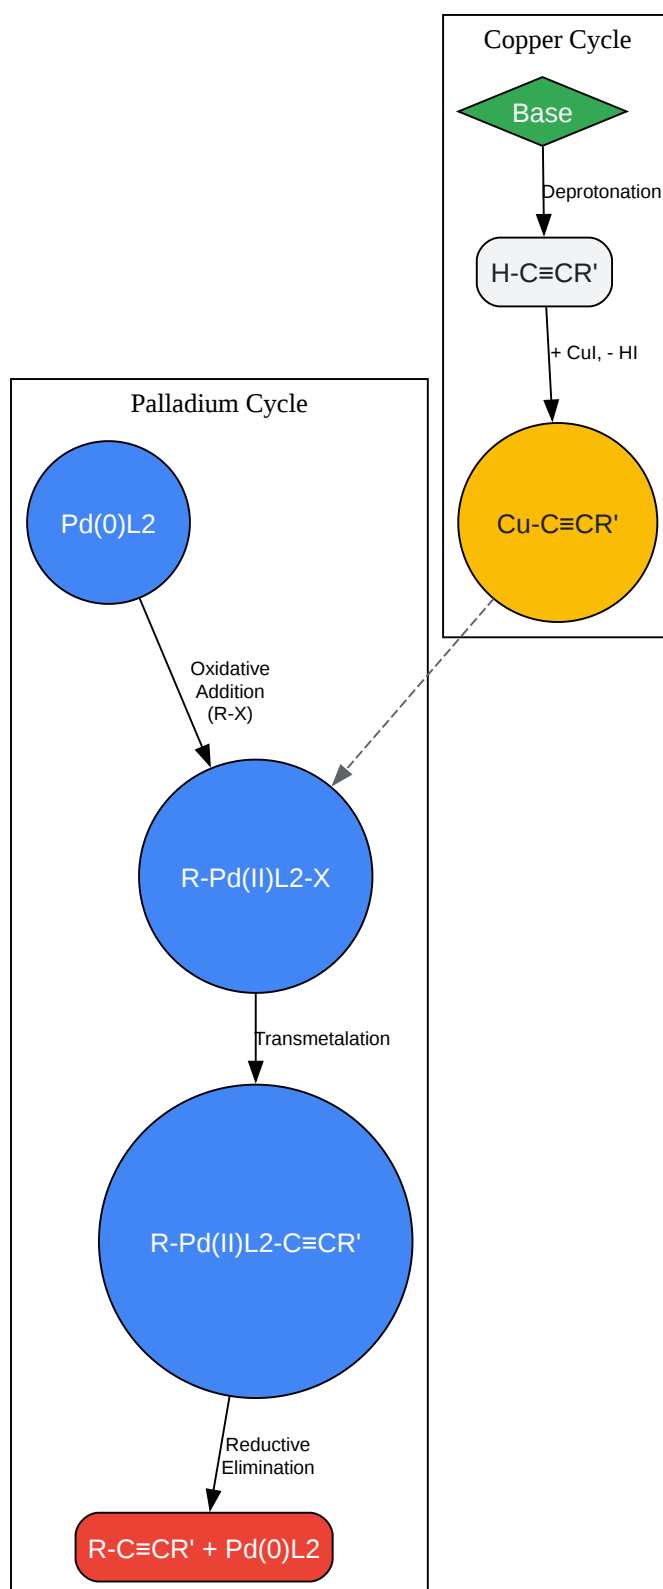 Copper Cycle
Base
Deprotonation
H-C≡CR'
+ CuI, - HI
Cu-C≡CR'
Palladium Cycle
Pd(0)L2
Oxidative
Addition
(R-X)
R-Pd(II)L2-X
Transmetalation
R-Pd(II)L2-C≡CR'
Reductive
Elimination
R-C≡CR' + Pd(0)L2